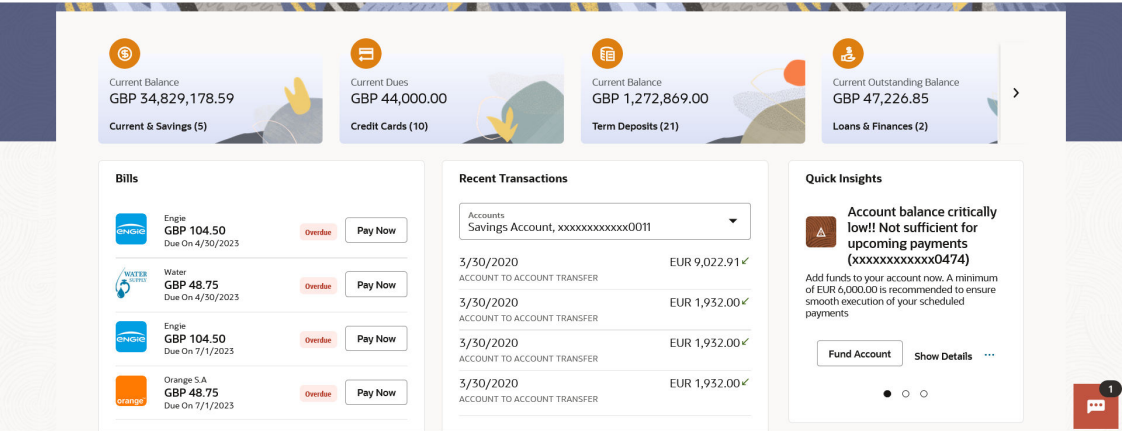 Current Balance
GBP 34,829,178.59
Current & Savings (5)
Current Dues
GBP 44,000.00
Credit Cards (10)
Current Balance
GBP 1,272,869.00
Term Deposits (21)
Current Outstanding Balance
GBP 47,226.85
Loans & Finances (2)
Bills
ENGIE
Engie
GBP 104.50
Due On 4/30/2023
Overdue
Pay Now
WATER
SUPPLY
Water
GBP 48.75
Due On 4/30/2023
Overdue
Pay Now
ENGIE
Engie
GBP 104.50
Due On 7/1/2023
Overdue
Pay Now
orange
Orange S.A
GBP 48.75
Due On 7/1/2023
Overdue
Pay Now
Recent Transactions
Accounts
Savings Account, xxxxxxxxxxxx0011
3/30/2020 EUR 9,022.91
ACCOUNT TO ACCOUNT TRANSFER
3/30/2020 EUR 1,932.00
ACCOUNT TO ACCOUNT TRANSFER
3/30/2020 EUR 1,932.00
ACCOUNT TO ACCOUNT TRANSFER
3/30/2020 EUR 1,932.00
ACCOUNT TO ACCOUNT TRANSFER
Quick Insights
Account balance critically
low!! Not sufficient for
upcoming payments
(xxxxxxxxxxxx0474)
Add funds to your account now. A minimum
of EUR 6,000.00 is recommended to ensure
smooth execution of your scheduled
payments
Fund Account
Show Details
1